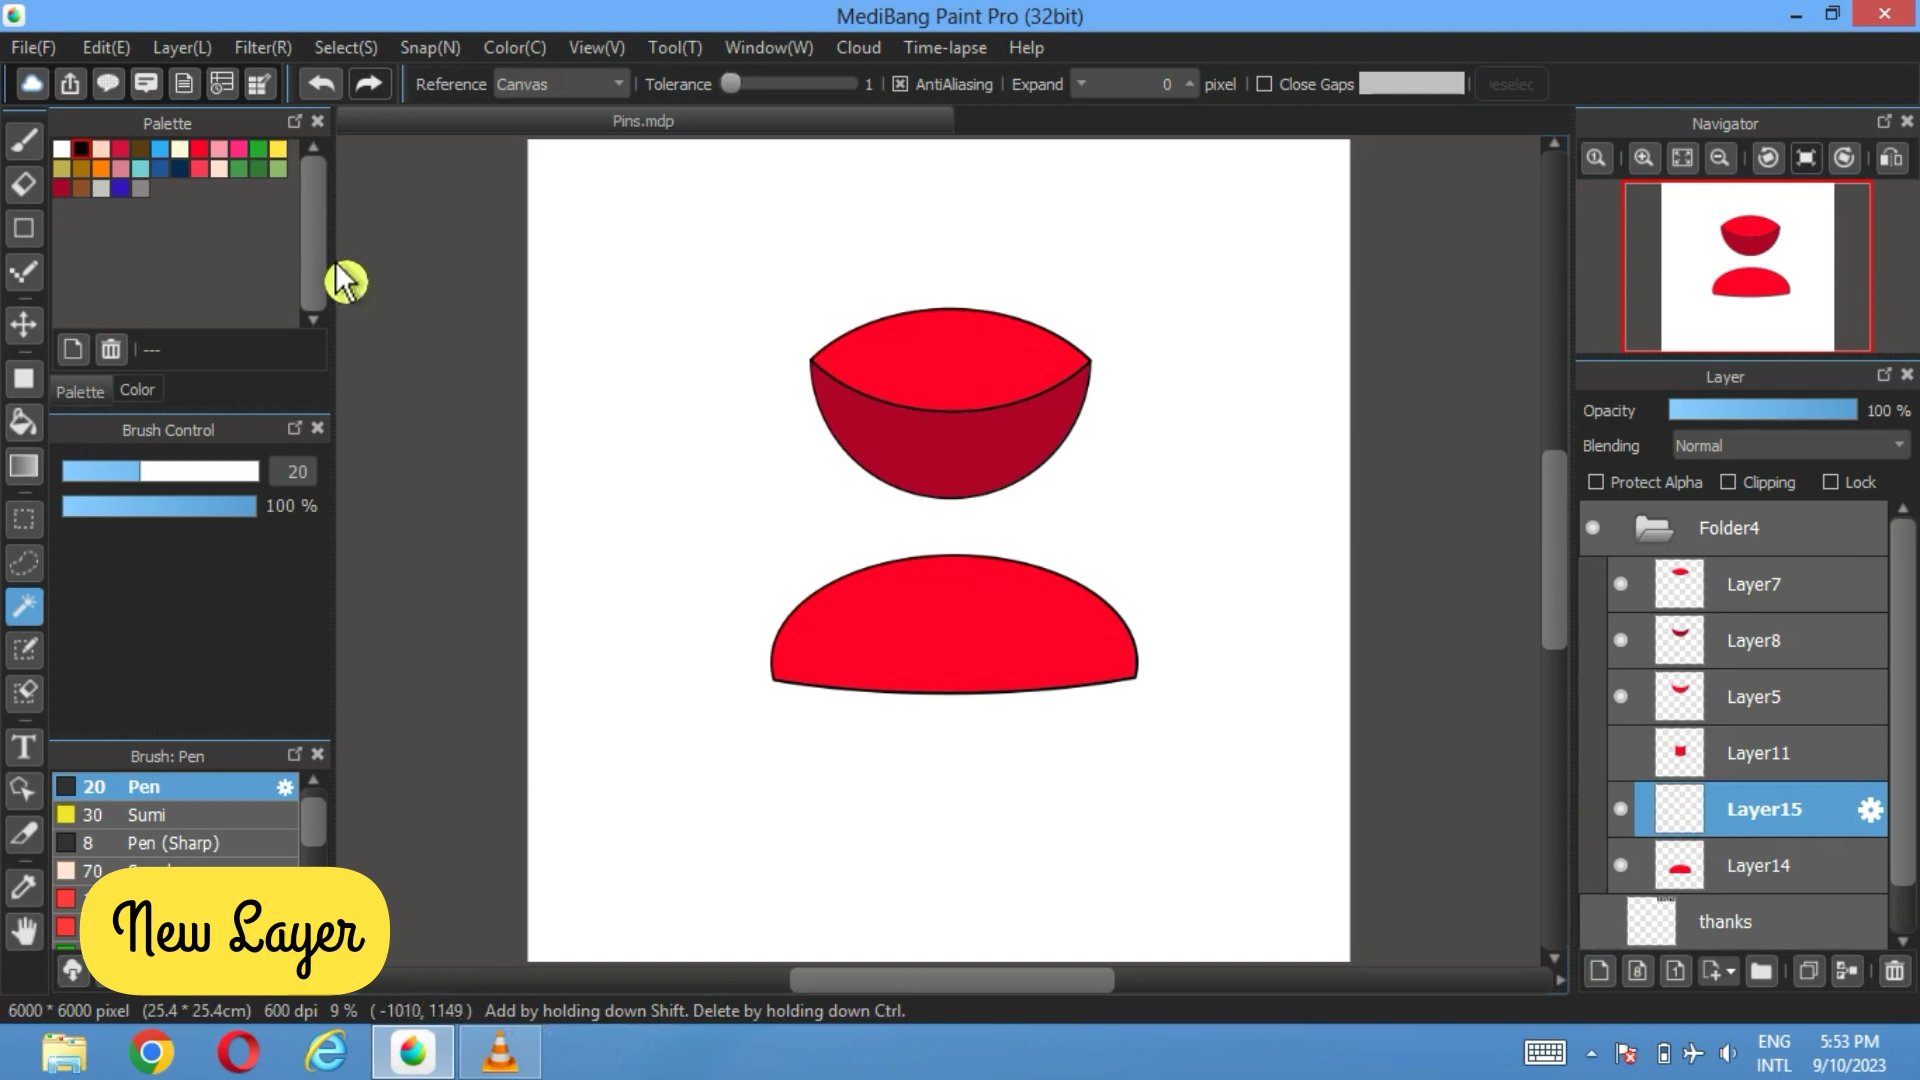 MediBang Paint Pro (32bit)
File(F) Edit(E) Layer(L) Filter(R) Select(S) Snap(N) Color(C) View(V) Tool(T) Window(W) Cloud Time-lapse Help
Reference Canvas Tolerance 1 AntiAliasing Expand 0 pixel Close Gaps
Pins.mdp
Palette
---
Palette Color
Brush Control
20
100 %
Brush: Pen
20 Pen
30 Sumi
8 Pen (Sharp)
70
New Layer
Navigator
Layer
Opacity 100 %
Blending Normal
Protect Alpha Clipping Lock
Folder4
Layer7
Layer8
Layer5
Layer11
Layer15
Layer14
thanks
6000 * 6000 pixel (25.4 * 25.4cm) 600 dpi 9 % ( -1010, 1149 ) Add by holding down Shift. Delete by holding down Ctrl.
ENG
INTL
5:53 PM
9/10/2023